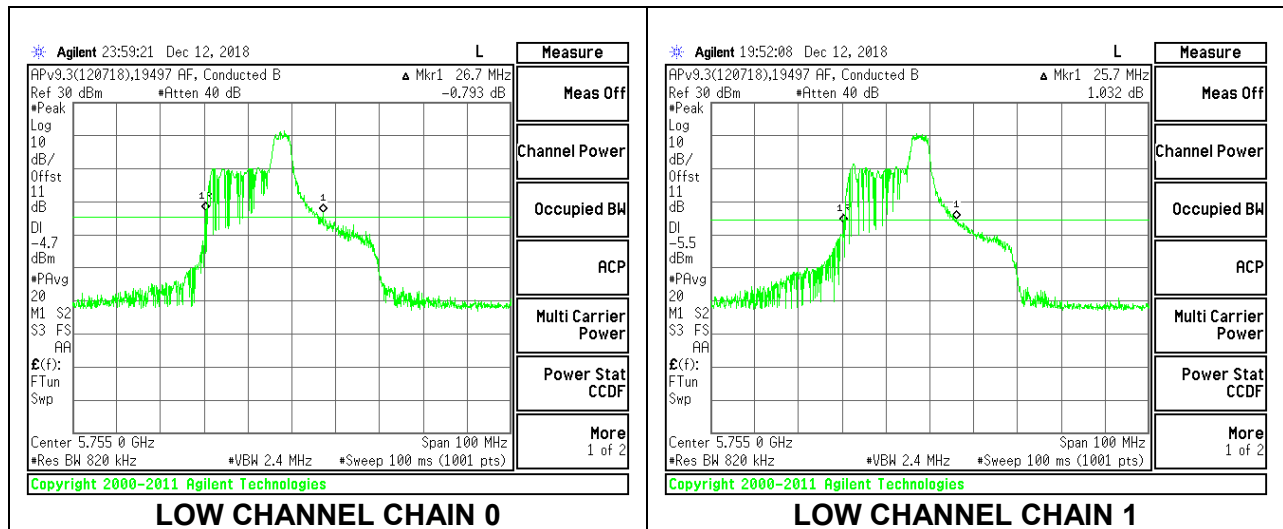 Agilent 23:59:21 Dec 12, 2018 L Measure
APv9.3(120718),19497 AF, Conducted B Δ Mkr1 26.7 MHz
Ref 30 dBm #Atten 40 dB -0.793 dB
Meas Off
#Peak
Log
10
dB/
Offst
11
dB
DI
-4.7
dBm
#PAvg
20
M1 S2
S3 FS
AA
£(f):
FTun
Swp
1R
1
Channel Power
Occupied BW
ACP
Multi Carrier
Power
Power Stat
CCDF
More
1 of 2
Center 5.755 0 GHz Span 100 MHz
#Res BW 820 kHz #VBW 2.4 MHz #Sweep 100 ms (1001 pts)
Copyright 2000-2011 Agilent Technologies
LOW CHANNEL CHAIN 0
Agilent 19:52:08 Dec 12, 2018 L Measure
APv9.3(120718),19497 AF, Conducted B Δ Mkr1 25.7 MHz
Ref 30 dBm #Atten 40 dB 1.032 dB
Meas Off
#Peak
Log
10
dB/
Offst
11
dB
DI
-5.5
dBm
#PAvg
20
M1 S2
S3 FS
AA
£(f):
FTun
Swp
1R
1
Channel Power
Occupied BW
ACP
Multi Carrier
Power
Power Stat
CCDF
More
1 of 2
Center 5.755 0 GHz Span 100 MHz
#Res BW 820 kHz #VBW 2.4 MHz #Sweep 100 ms (1001 pts)
Copyright 2000-2011 Agilent Technologies
LOW CHANNEL CHAIN 1